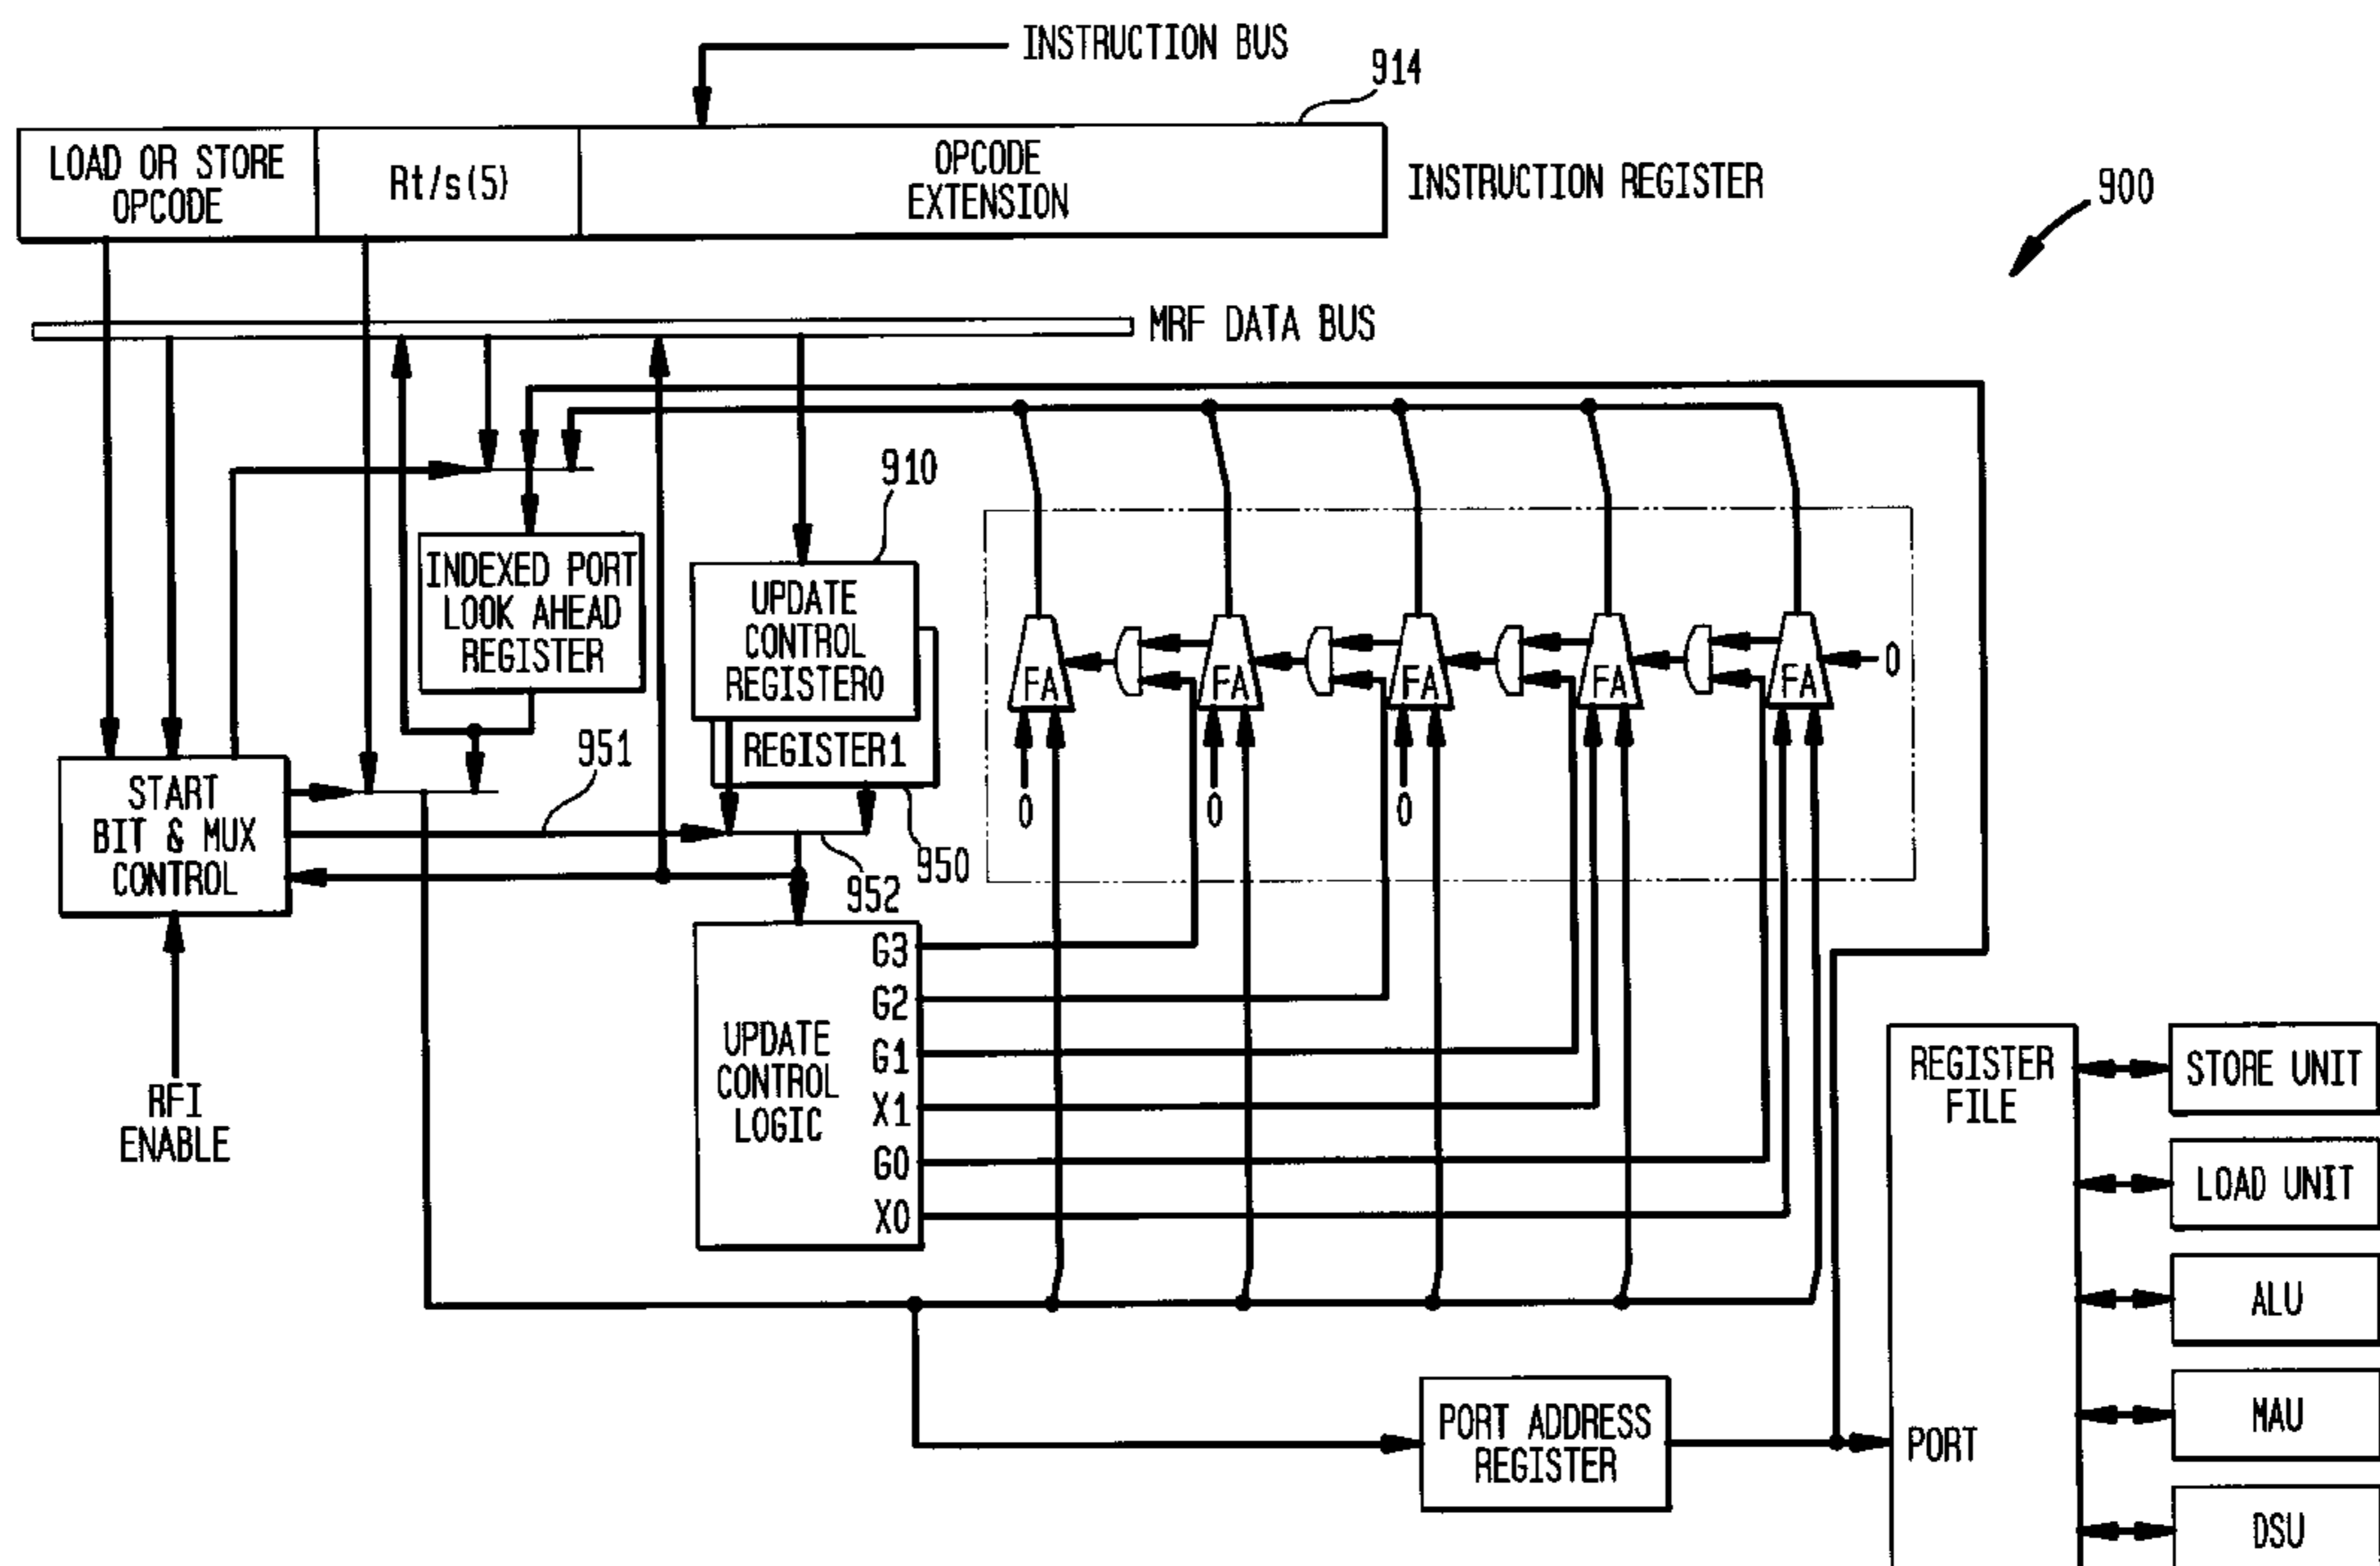 INSTRUCTION BUS
914
LOAD OR STORE
OPCODE
Rt/s(5)
OPCODE
EXTENSION
INSTRUCTION REGISTER
900
MRF DATA BUS
910
INDEXED PORT
LOOK AHEAD
REGISTER
UPDATE
CONTROL
REGISTER0
REGISTER1
FA
FA
FA
FA
FA
0
0
0
0
951
START
BIT & MUX
CONTROL
952
950
RFI
ENABLE
UPDATE
CONTROL
LOGIC
G3
G2
G1
X1
G0
X0
REGISTER
FILE
PORT
STORE UNIT
LOAD UNIT
ALU
MAU
DSU
PORT ADDRESS
REGISTER